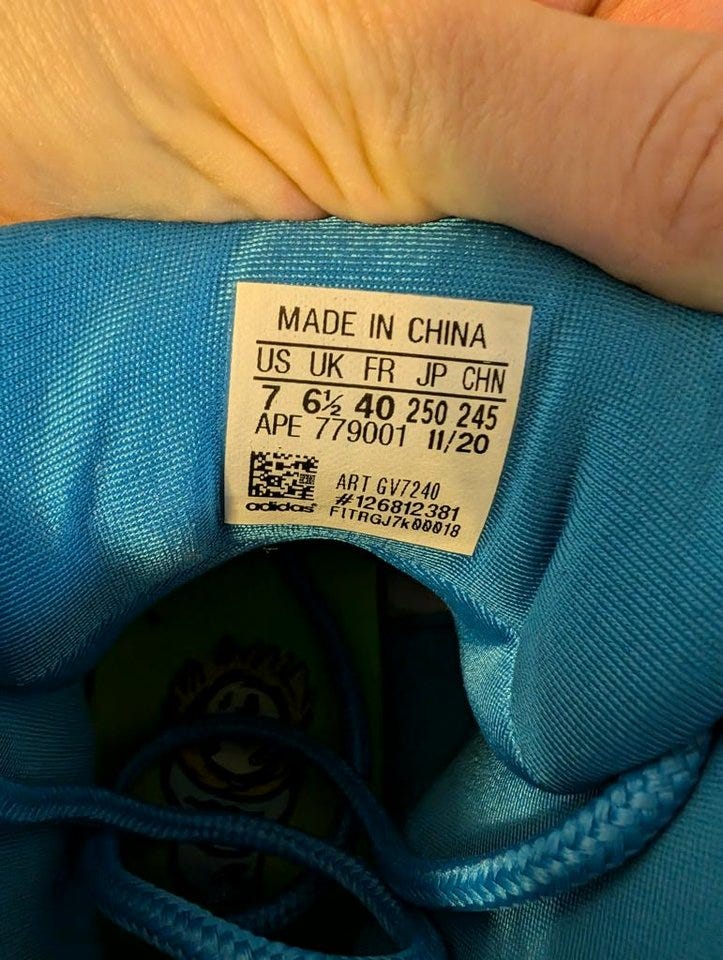 MADE IN CHINA
US UK FR JP CHN
7 6½ 40 250 245
APE 779001 11/20
ART GV7240
#126812381
adidas
FITRGJ7k00018